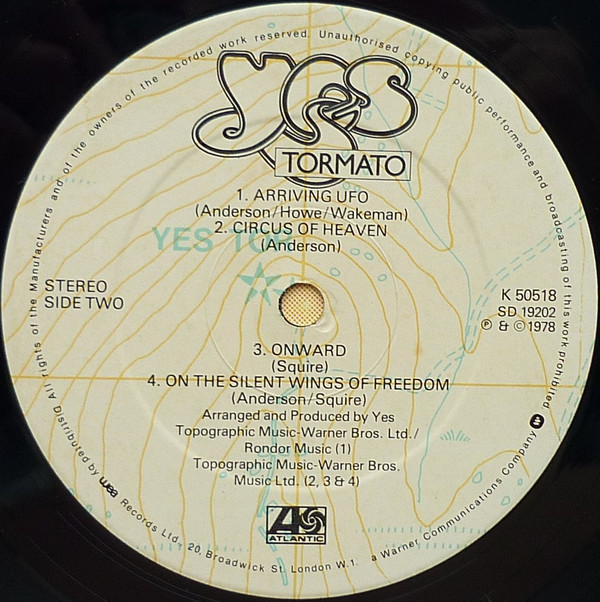 All rights of the Manufacturers and of the owners of the recorded work reserved. Unauthorised copying public performance and broadcasting of this work prohibited.
YES
TORMATO
1. ARRIVING UFO
(Anderson/Howe/Wakeman)
2. CIRCUS OF HEAVEN
(Anderson)
YES TOR
STEREO
SIDE TWO
K 50518
SD 19202
Ⓟ & © 1978
3. ONWARD
(Squire)
4. ON THE SILENT WINGS OF FREEDOM
(Anderson/Squire)
Arranged and Produced by Yes
Topographic Music-Warner Bros. Ltd./
Rondor Music (1)
Topographic Music-Warner Bros.
Music Ltd. (2, 3 & 4)
ATLANTIC
Distributed by wea Records Ltd., 20, Broadwick St. London W.1. a Warner Communications Company